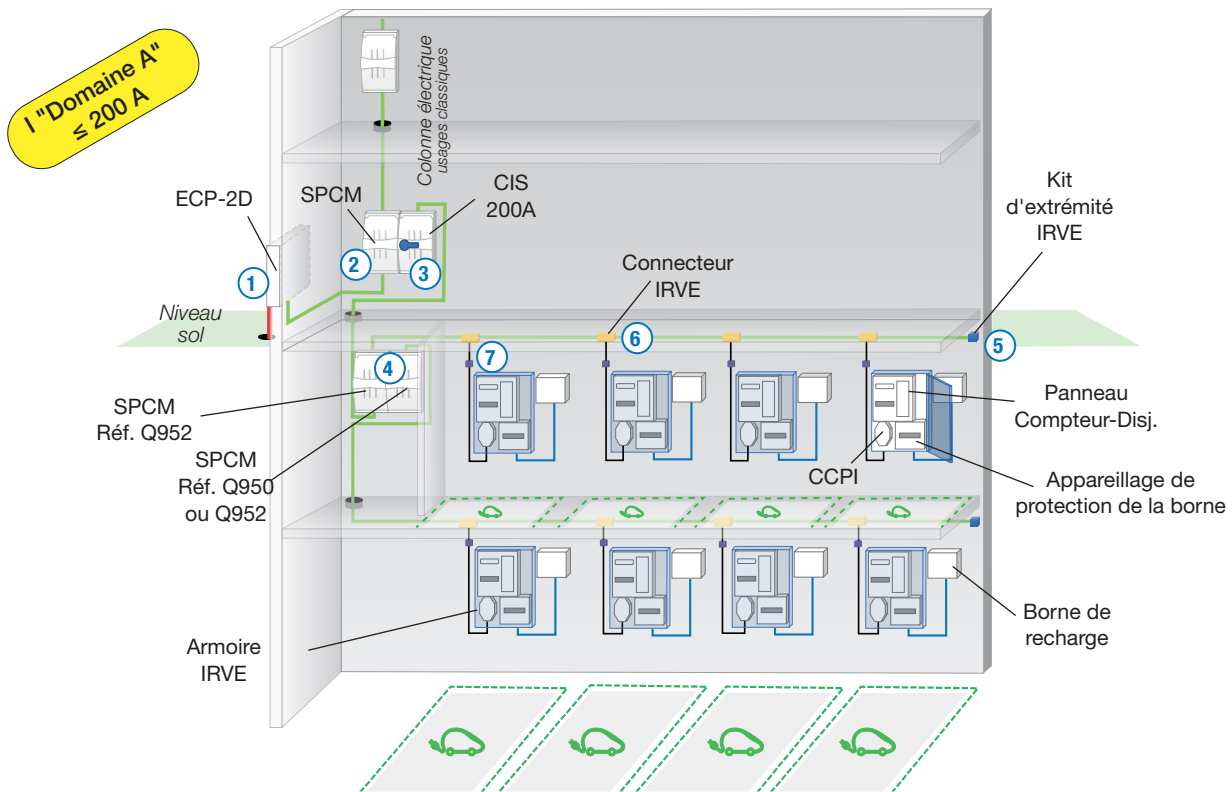 I "Domaine A"
≤ 200 A
Colonne électrique
usages classiques
ECP-2D
SPCM
CIS
200A
Kit
d'extrémité
IRVE
1
2
3
Connecteur
IRVE
Niveau
sol
4
5
6
7
SPCM
Réf. Q952
SPCM
Réf. Q950
ou Q952
Panneau
Compteur-Disj.
CCPI
Appareillage de
protection de la borne
Armoire
IRVE
Borne de
recharge